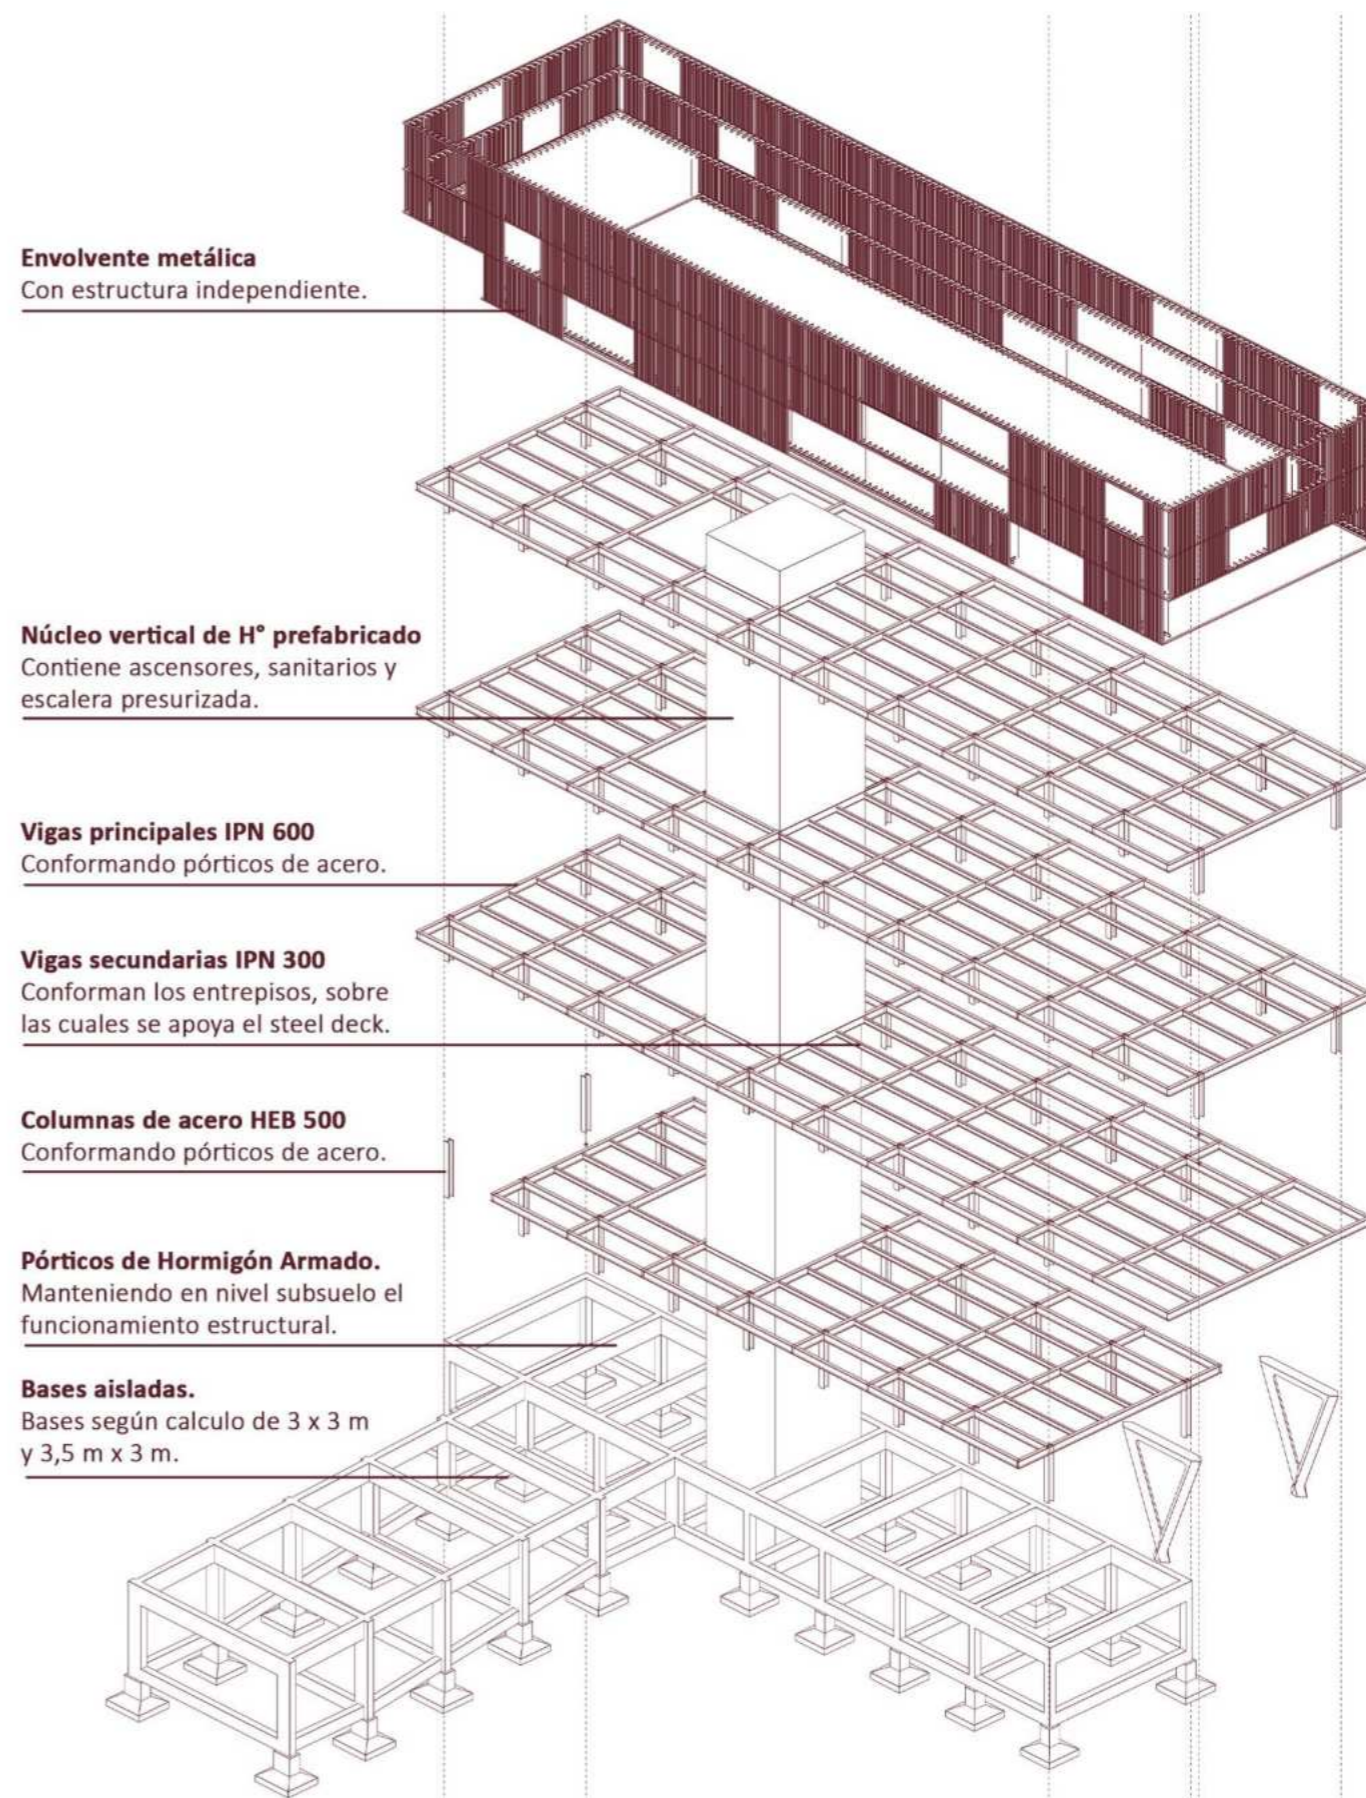 Envolvente metálica
Con estructura independiente.
Núcleo vertical de H° prefabricado
Contiene ascensores, sanitarios y
escalera presurizada.
Vigas principales IPN 600
Conformando pórticos de acero.
Vigas secundarias IPN 300
Conforman los entrepisos, sobre
las cuales se apoya el steel deck.
Columnas de acero HEB 500
Conformando pórticos de acero.
Pórticos de Hormigón Armado.
Manteniendo en nivel subsuelo el
funcionamiento estructural.
Bases aisladas.
Bases según calculo de 3 x 3 m
y 3,5 m x 3 m.